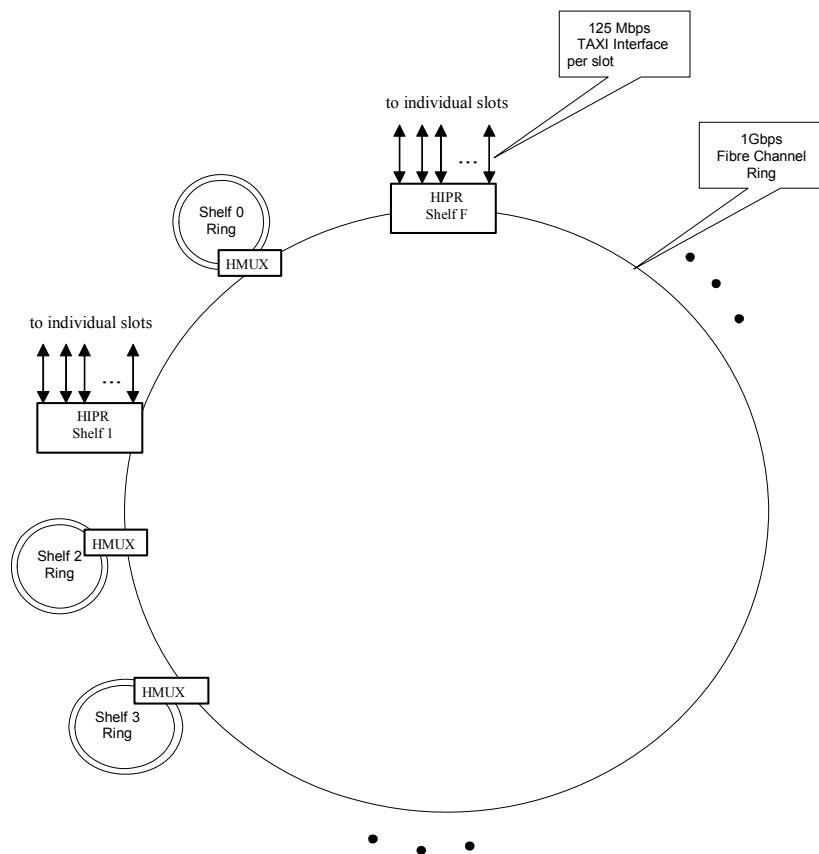 125 Mbps
TAXI Interface
per slot
to individual slots
1Gbps
Fibre Channel
Ring
...
HIPR
Shelf F
Shelf 0
Ring
HMUX
to individual slots
...
HIPR
Shelf 1
Shelf 2
Ring
HMUX
HMUX
Shelf 3
Ring